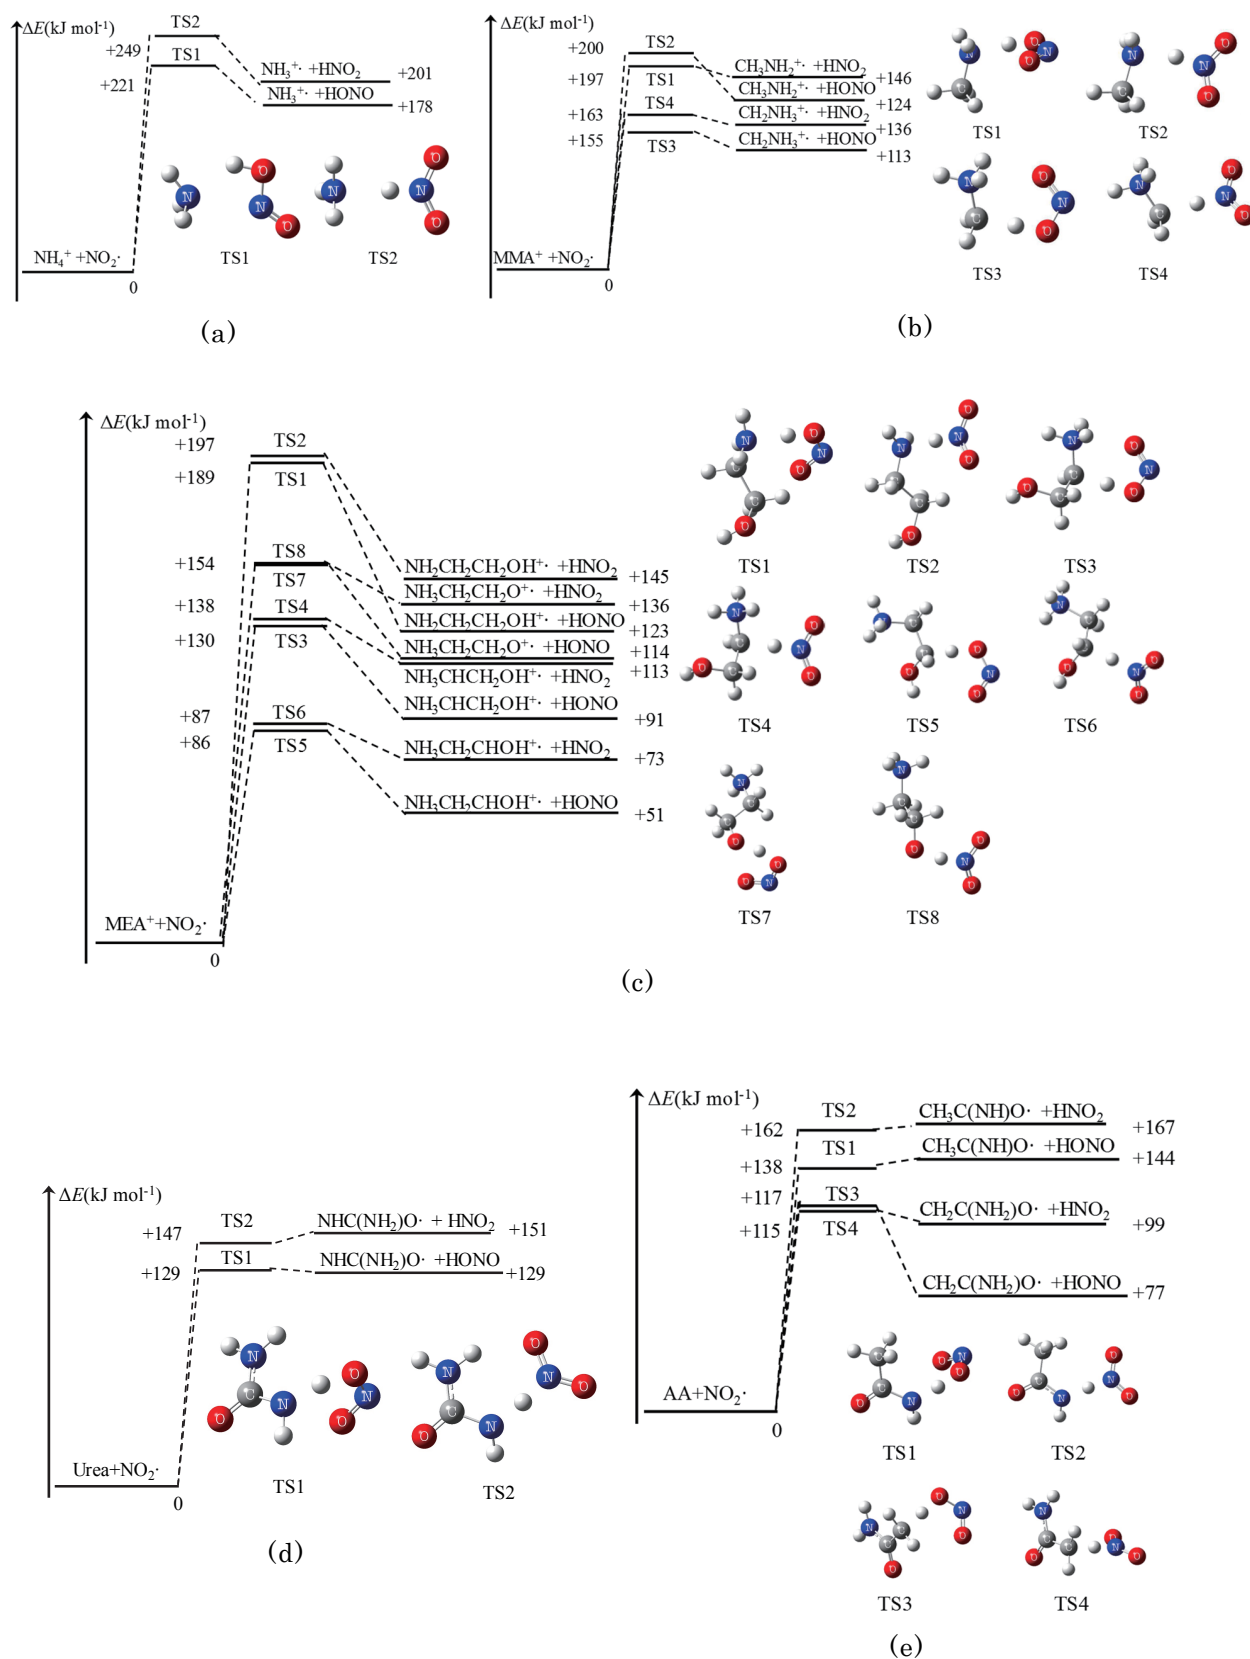 ΔE(kJ mol⁻¹)
TS2
+249
TS1
+221
NH₃⁺· +HNO₂
+201
NH₃⁺· +HONO
+178
TS1
TS2
NH₄⁺ +NO₂·
0
(a)
ΔE(kJ mol⁻¹)
+200
TS2
+197
TS1
+163
TS4
+155
TS3
CH₃NH₂⁺· +HNO₂
+146
CH₃NH₂⁺· +HONO
+124
CH₂NH₃⁺· +HNO₂
+136
CH₂NH₃⁺· +HONO
+113
TS1
TS2
TS3
TS4
MMA⁺ +NO₂·
0
(b)
ΔE(kJ mol⁻¹)
+197
TS2
+189
TS1
+154
TS8
TS7
+138
TS4
+130
TS3
+87
TS6
+86
TS5
NH₂CH₂CH₂OH⁺· +HNO₂
+145
NH₃CH₂CH₂O⁺· +HNO₂
+136
NH₂CH₂CH₂OH⁺· +HONO
+123
NH₃CH₂CH₂O⁺· +HONO
+114
NH₃CHCH₂OH⁺· +HNO₂
+113
NH₃CHCH₂OH⁺· +HONO
+91
NH₃CH₂CHOH⁺· +HNO₂
+73
NH₃CH₂CHOH⁺· +HONO
+51
TS1
TS2
TS3
TS4
TS5
TS6
TS7
TS8
MEA⁺+NO₂·
0
(c)
ΔE(kJ mol⁻¹)
+147
TS2
+129
TS1
NHC(NH₂)O· + HNO₂
+151
NHC(NH₂)O· +HONO
+129
TS1
TS2
Urea+NO₂·
0
(d)
ΔE(kJ mol⁻¹)
+162
TS2
+138
TS1
+117
TS3
+115
TS4
CH₃C(NH)O· +HNO₂
+167
CH₃C(NH)O· +HONO
+144
CH₂C(NH₂)O· +HNO₂
+99
CH₂C(NH₂)O· +HONO
+77
AA+NO₂·
0
TS1
TS2
TS3
TS4
(e)